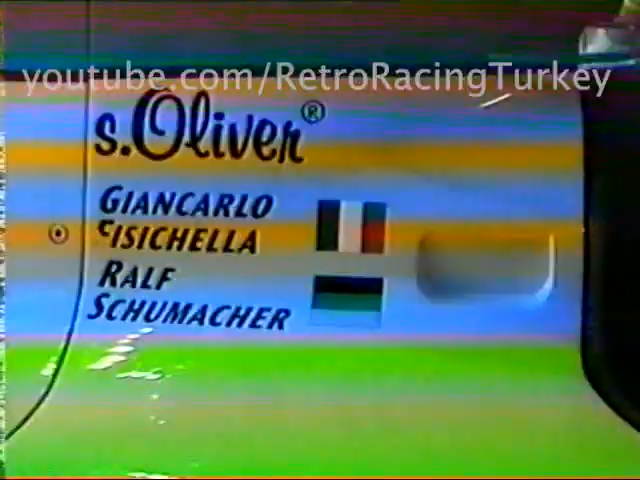 youtube.com/RetroRacingTurkey
s.Oliver®
GIANCARLO
FISICHELLA
RALF
SCHUMACHER